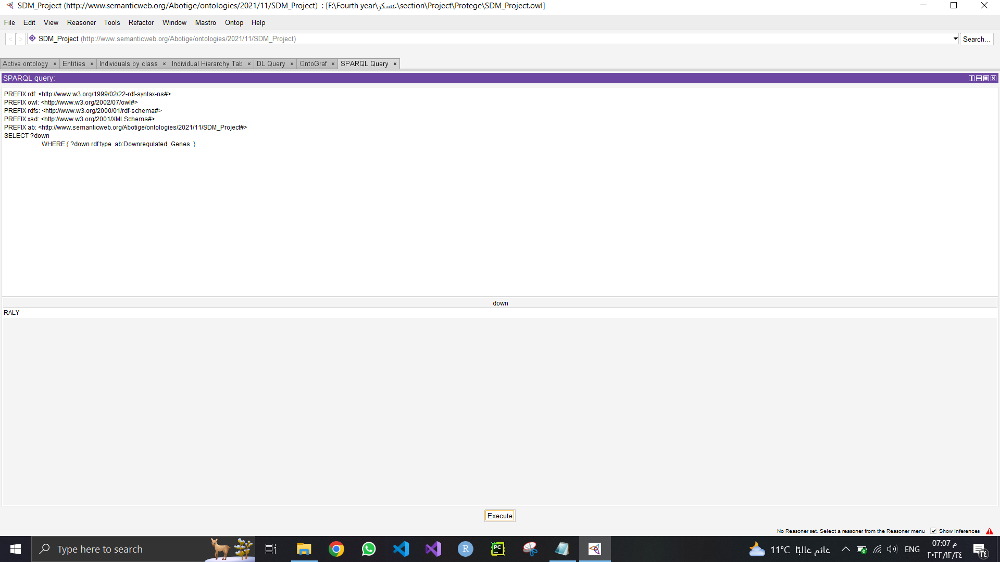 SDM_Project (http://www.semanticweb.org/Abotige/ontologies/2021/11/SDM_Project) : [F:\Fourth year\عسكر\section\Project\Protege\SDM_Project.owl]
File Edit View Reasoner Tools Refactor Window Mastro Ontop Help
< > SDM_Project (http://www.semanticweb.org/Abotige/ontologies/2021/11/SDM_Project) Search...
Active ontology × Entities × Individuals by class × Individual Hierarchy Tab × DL Query × OntoGraf × SPARQL Query ×
SPARQL query:
PREFIX rdf: <http://www.w3.org/1999/02/22-rdf-syntax-ns#>
PREFIX owl: <http://www.w3.org/2002/07/owl#>
PREFIX rdfs: <http://www.w3.org/2000/01/rdf-schema#>
PREFIX xsd: <http://www.w3.org/2001/XMLSchema#>
PREFIX ab: <http://www.semanticweb.org/Abotige/ontologies/2021/11/SDM_Project#>
SELECT ?down
WHERE { ?down rdf:type ab:Downregulated_Genes }
down
RALY
Execute
No Reasoner set. Select a reasoner from the Reasoner menu Show Inferences
Type here to search
R
PC
11°C غائم غالبًا
ENG
07:07 م
٢٠٢٢/١٢/٢٤
٢٤